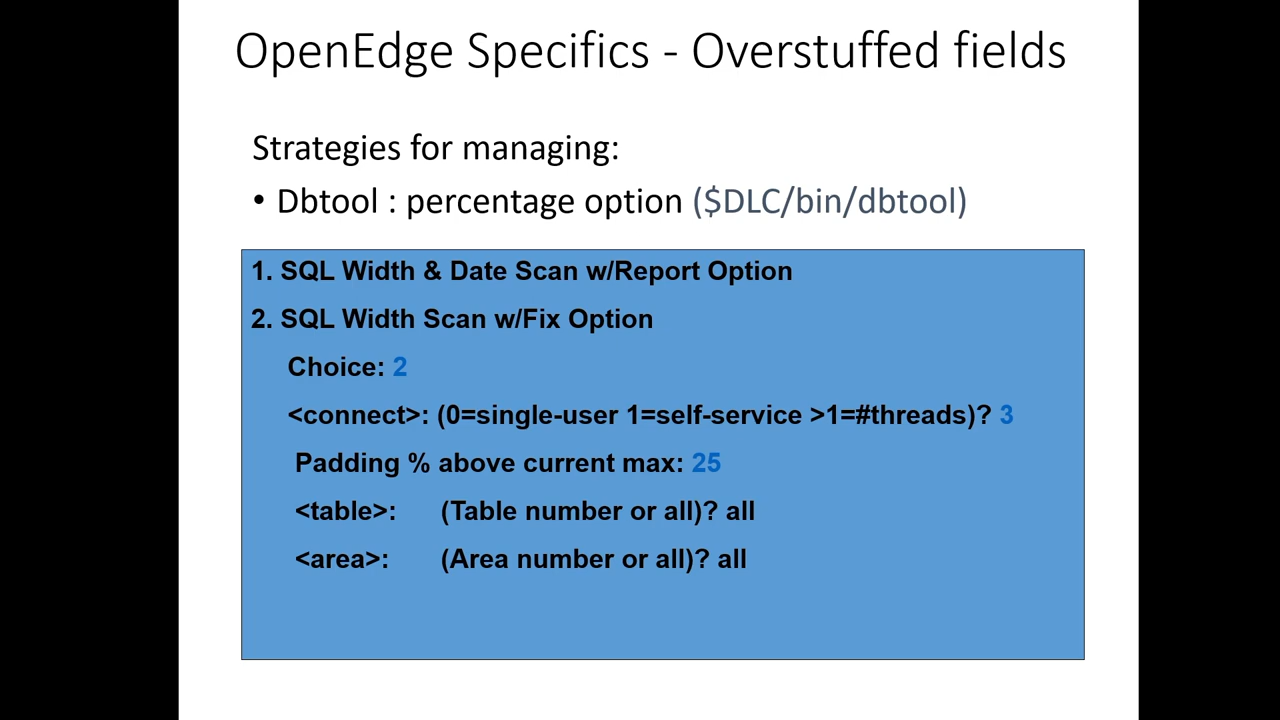 OpenEdge Specifics - Overstuffed fields
Strategies for managing:
• Dbtool : percentage option ($DLC/bin/dbtool)
1. SQL Width & Date Scan w/Report Option
2. SQL Width Scan w/Fix Option
Choice: 2
<connect>: (0=single-user 1=self-service >1=#threads)? 3
Padding % above current max: 25
<table>: (Table number or all)? all
<area>: (Area number or all)? all